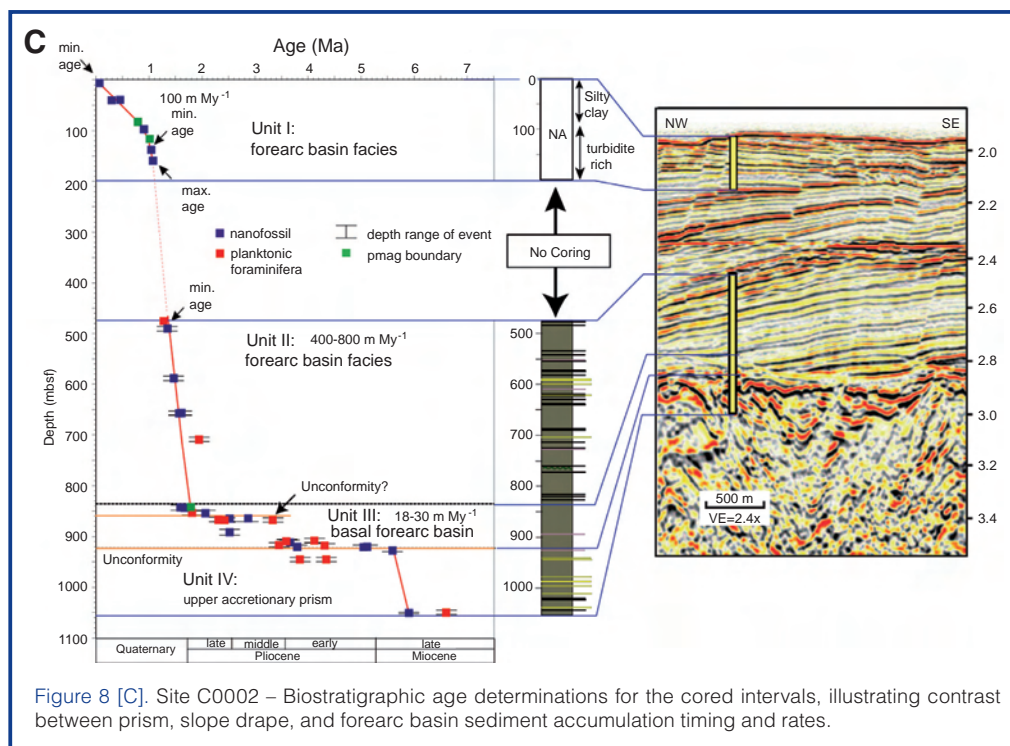 C
Age (Ma)
min.
age
1 2 3 4 5 6 7
100 m My-1
min.
age
Unit I:
forearc basin facies
max.
age
nanofossil
planktonic
foraminifera
depth range of event
pmag boundary
min.
age
Unit II: 400-800 m My-1
forearc basin facies
Unconformity?
Unit III: 18-30 m My-1
basal forearc basin
Unconformity
Unit IV:
upper accretionary prism
Depth (mbsf)
100
200
300
400
500
600
700
800
900
1000
1100
late middle early late
Quaternary Pliocene Miocene
0
100
NA
Silty
clay
turbidite
rich
No Coring
500
600
700
800
900
1000
NW SE
2.0
2.2
2.4
2.6
2.8
3.0
3.2
3.4
500 m
VE=2.4x
Figure 8 [C]. Site C0002 – Biostratigraphic age determinations for the cored intervals, illustrating contrast
between prism, slope drape, and forearc basin sediment accumulation timing and rates.